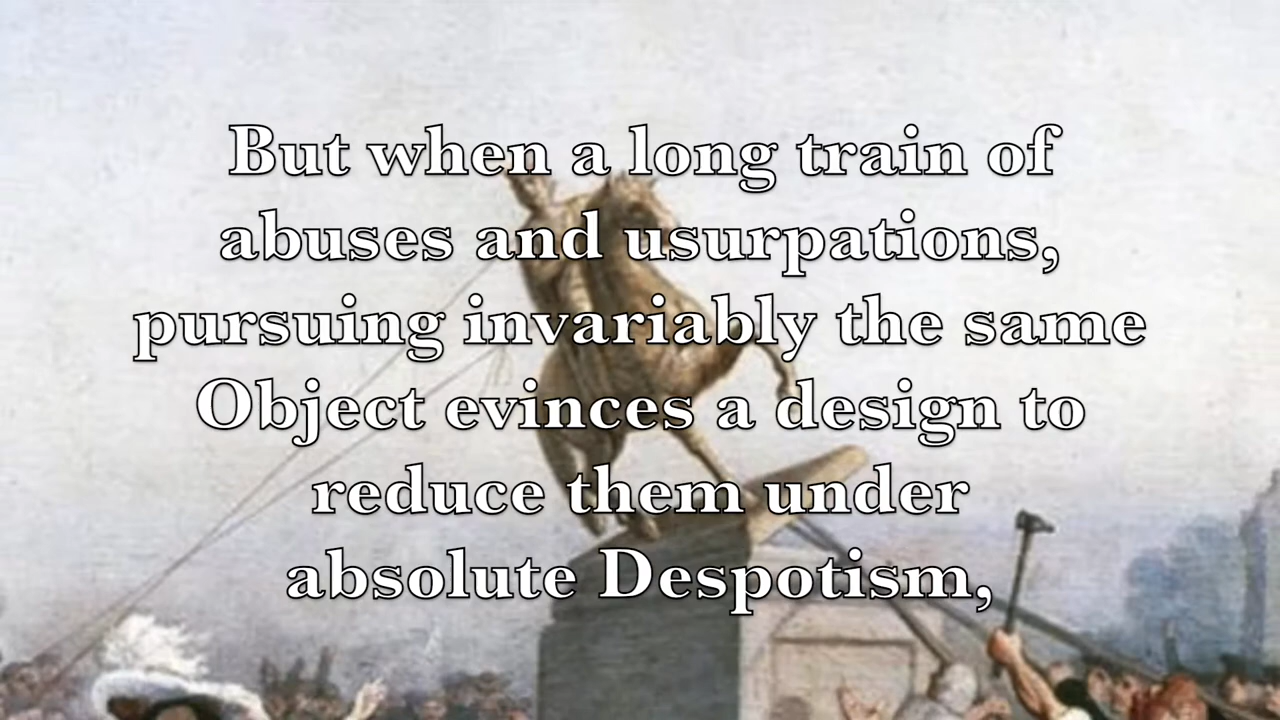 But when a long train of
abuses and usurpations,
pursuing invariably the same
Object evinces a design to
reduce them under
absolute Despotism,